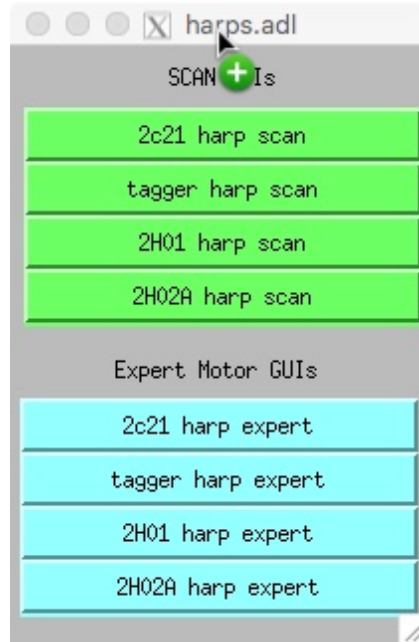 harps.adl
SCAN Is
2c21 harp scan
tagger harp scan
2H01 harp scan
2H02A harp scan
Expert Motor GUIs
2c21 harp expert
tagger harp expert
2H01 harp expert
2H02A harp expert